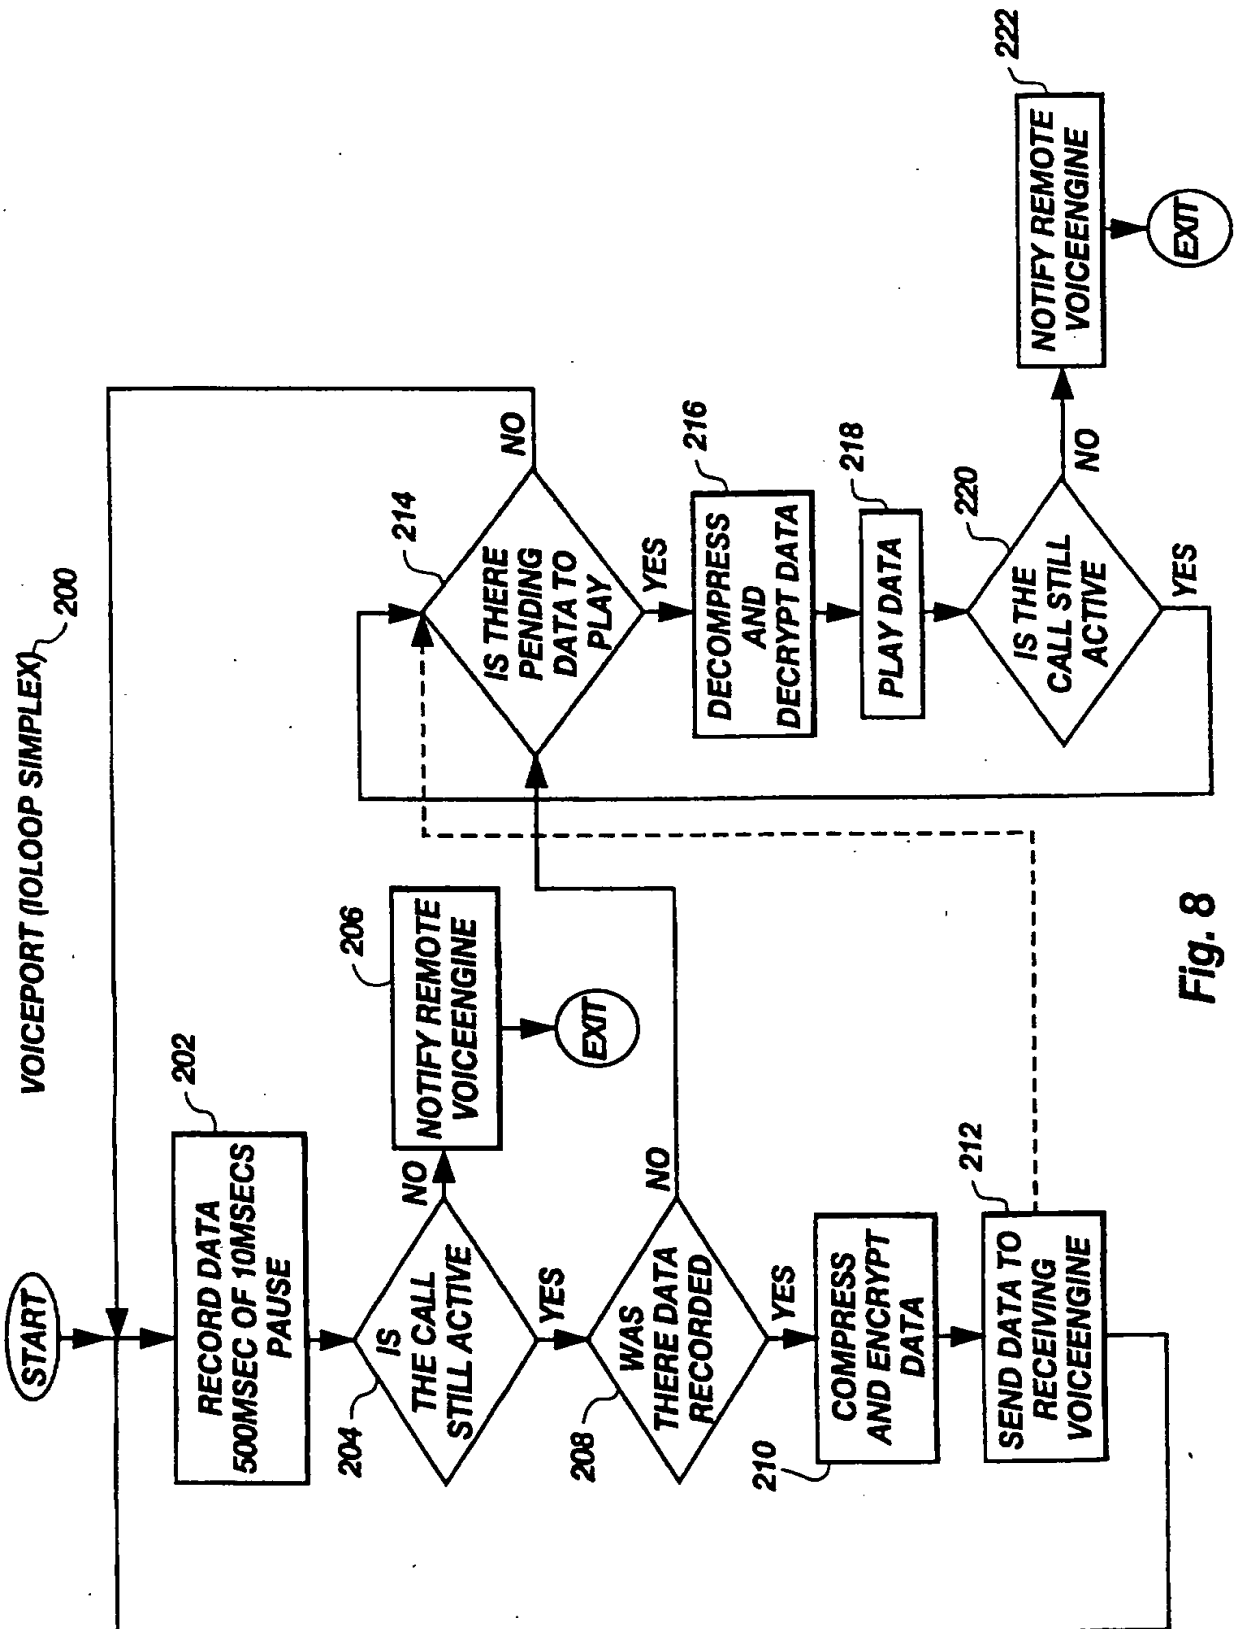 VOICEPORT (IOLOOP SIMPLEX) 200
START
RECORD DATA
500MSEC OF 10MSECS
PAUSE
202
IS
THE CALL
STILL ACTIVE
204
NO
YES
NOTIFY REMOTE
VOICEENGINE
206
EXIT
WAS
THERE DATA
RECORDED
208
NO
YES
COMPRESS
AND ENCRYPT
DATA
210
SEND DATA TO
RECEIVING
VOICEENGINE
212
IS THERE
PENDING
DATA TO
PLAY
214
NO
YES
DECOMPRESS
AND
DECRYPT DATA
216
PLAY DATA
218
IS THE
CALL STILL
ACTIVE
220
NO
YES
NOTIFY REMOTE
VOICEENGINE
222
EXIT
Fig. 8